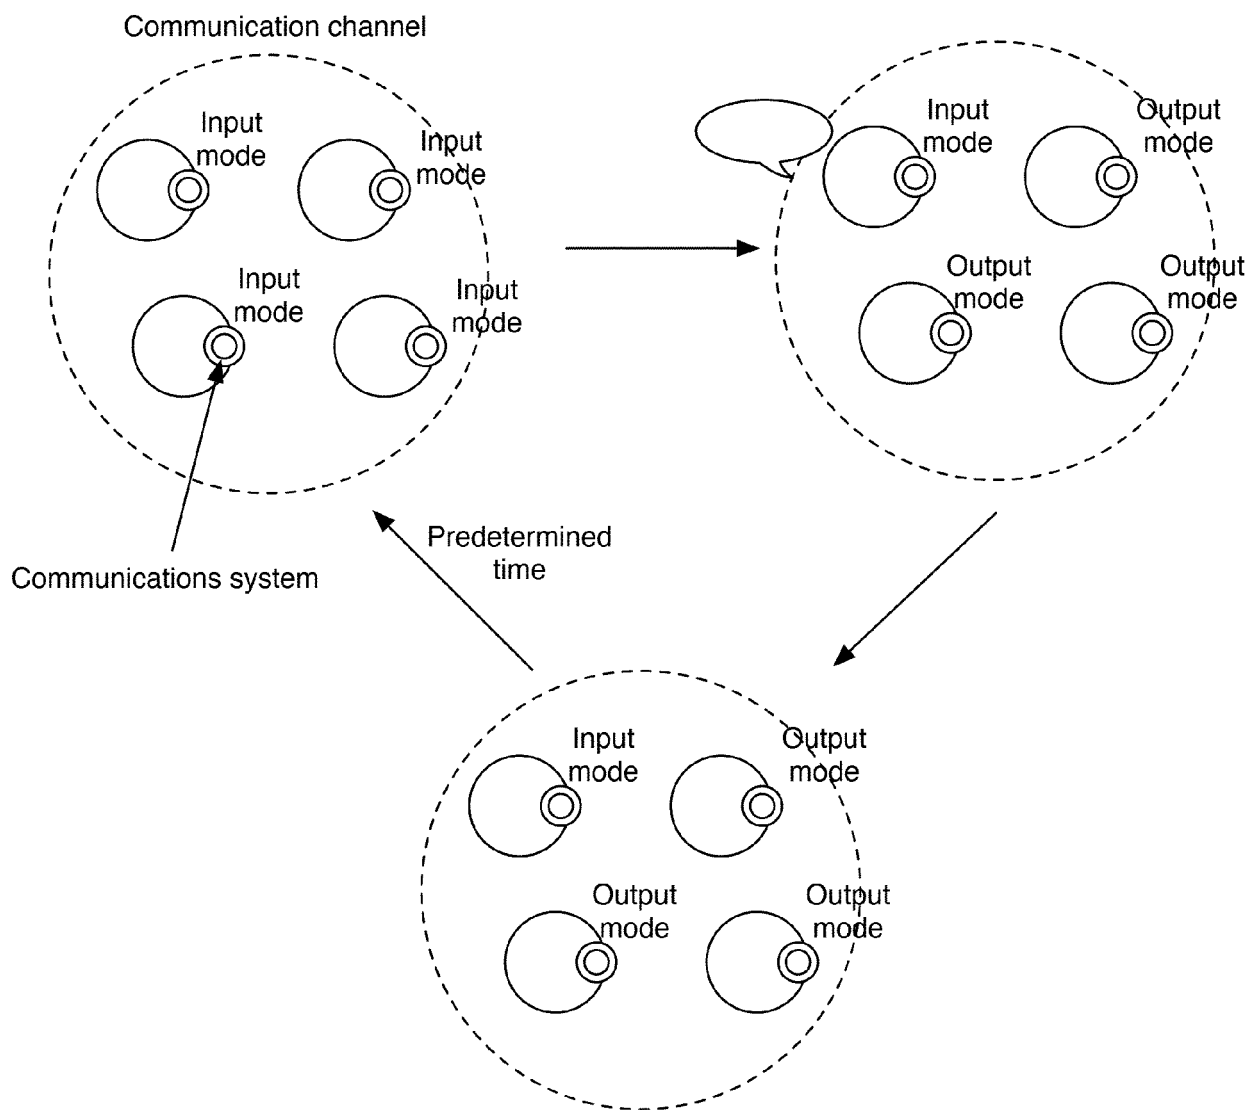 Communication channel
Input
mode
Input
mode
Input
mode
Input
mode
Communications system
Input
mode
Output
mode
Output
mode
Output
mode
Predetermined
time
Input
mode
Output
mode
Output
mode
Output
mode